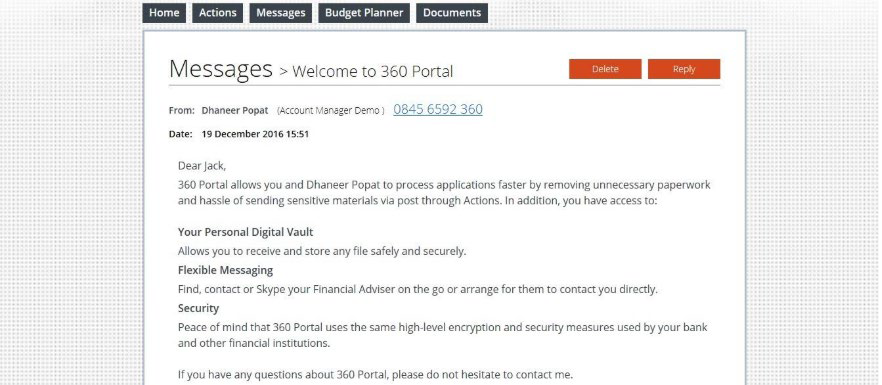 Home Actions Messages Budget Planner Documents
Messages > Welcome to 360 Portal Delete Reply
From: Dhaneer Popat (Account Manager Demo ) 0845 6592 360
Date: 19 December 2016 15:51
Dear Jack,
360 Portal allows you and Dhaneer Popat to process applications faster by removing unnecessary paperwork
and hassle of sending sensitive materials via post through Actions. In addition, you have access to:
Your Personal Digital Vault
Allows you to receive and store any file safely and securely.
Flexible Messaging
Find, contact or Skype your Financial Adviser on the go or arrange for them to contact you directly.
Security
Peace of mind that 360 Portal uses the same high-level encryption and security measures used by your bank
and other financial institutions.
If you have any questions about 360 Portal, please do not hesitate to contact me.